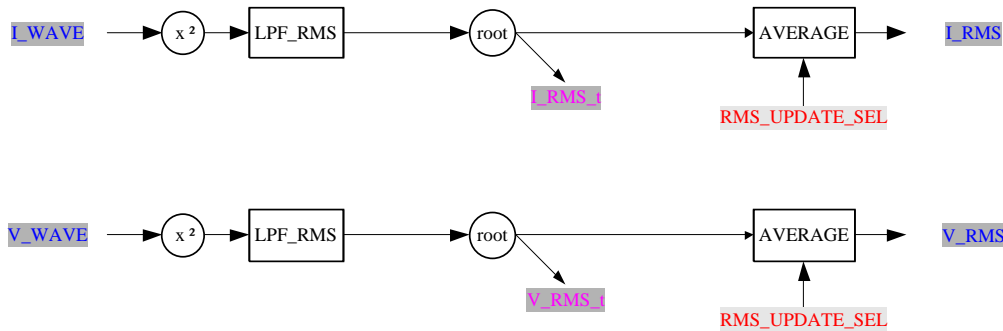 I_WAVE
x ²
LPF_RMS
root
AVERAGE
I_RMS
I_RMS_t
RMS_UPDATE_SEL
V_WAVE
x ²
LPF_RMS
root
AVERAGE
V_RMS
V_RMS_t
RMS_UPDATE_SEL